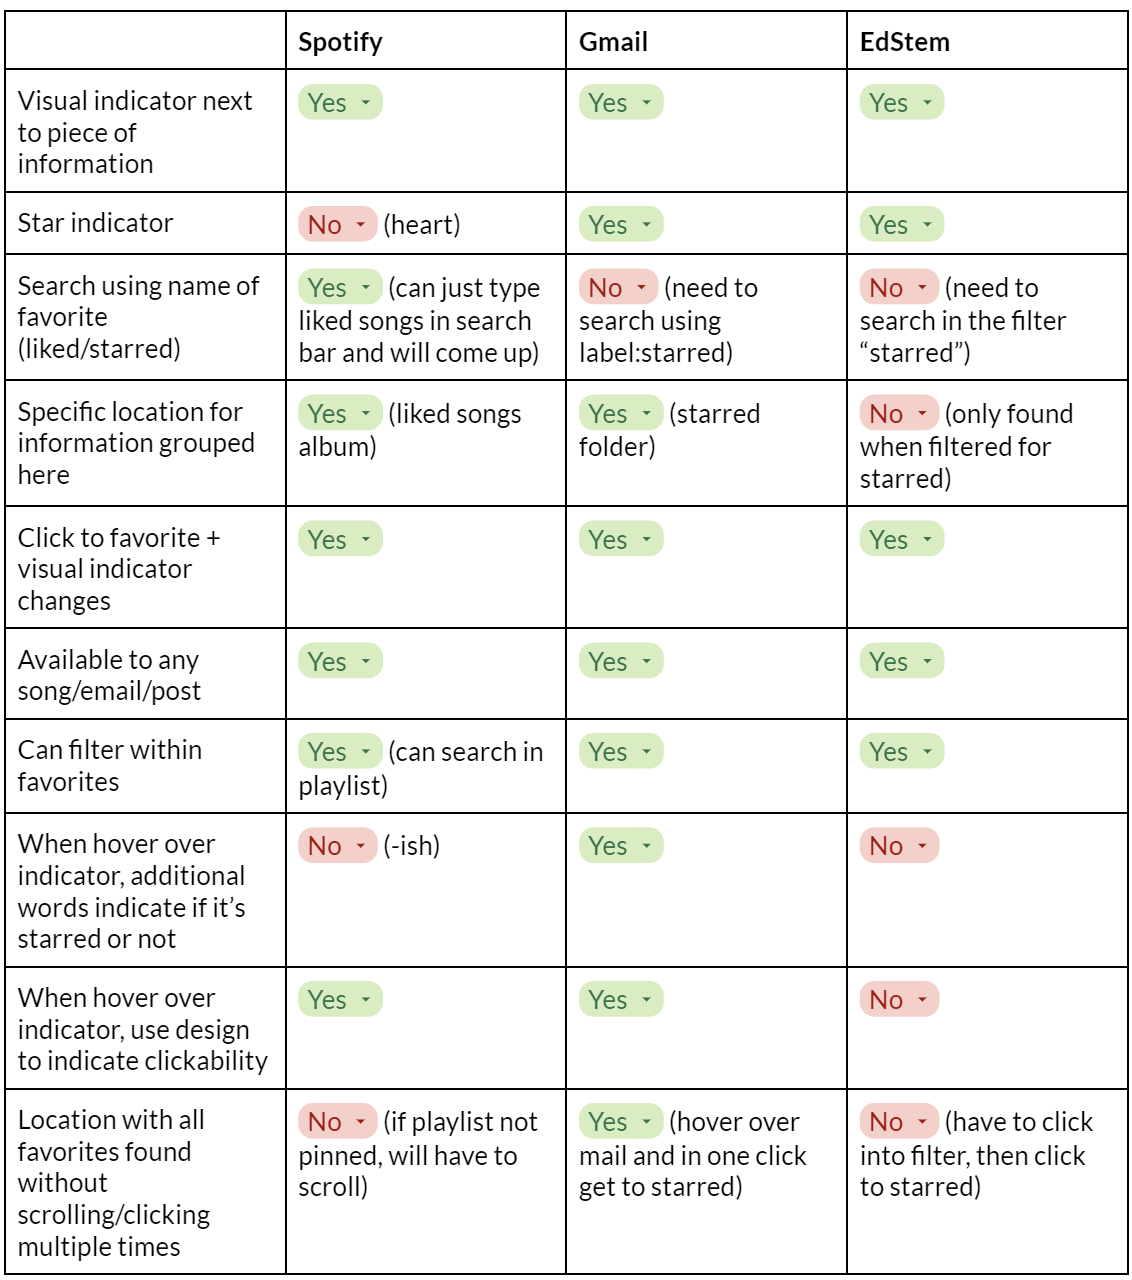 Spotify
Gmail
EdStem
Visual indicator next
to piece of
information
Yes
Yes
Yes
Star indicator
No (heart)
Yes
Yes
Search using name of
favorite
(liked/starred)
Yes (can just type
liked songs in search
bar and will come up)
No (need to
search using
label:starred)
No (need to
search in the filter
“starred”)
Specific location for
information grouped
here
Yes (liked songs
album)
Yes (starred
folder)
No (only found
when filtered for
starred)
Click to favorite +
visual indicator
changes
Yes
Yes
Yes
Available to any
song/email/post
Yes
Yes
Yes
Can filter within
favorites
Yes (can search in
playlist)
Yes
Yes
When hover over
indicator, additional
words indicate if it’s
starred or not
No (-ish)
Yes
No
When hover over
indicator, use design
to indicate clickability
Yes
Yes
No
Location with all
favorites found
without
scrolling/clicking
multiple times
No (if playlist not
pinned, will have to
scroll)
Yes (hover over
mail and in one click
get to starred)
No (have to click
into filter, then click
to starred)